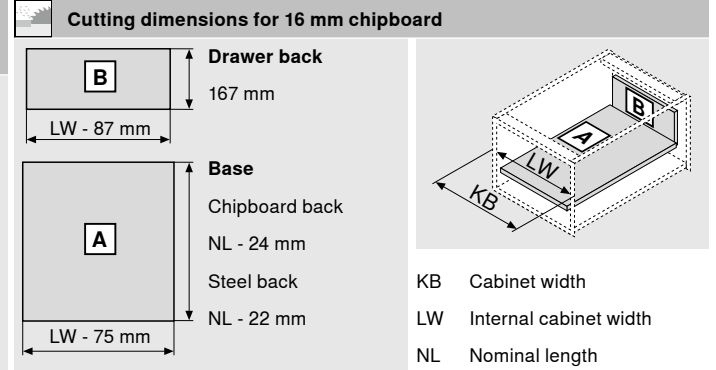 Cutting dimensions for 16 mm chipboard
B
LW - 87 mm
Drawer back
167 mm
A
LW - 75 mm
Base
Chipboard back
NL - 24 mm
Steel back
NL - 22 mm
B
A
LW
KB
KB Cabinet width
LW Internal cabinet width
NL Nominal length